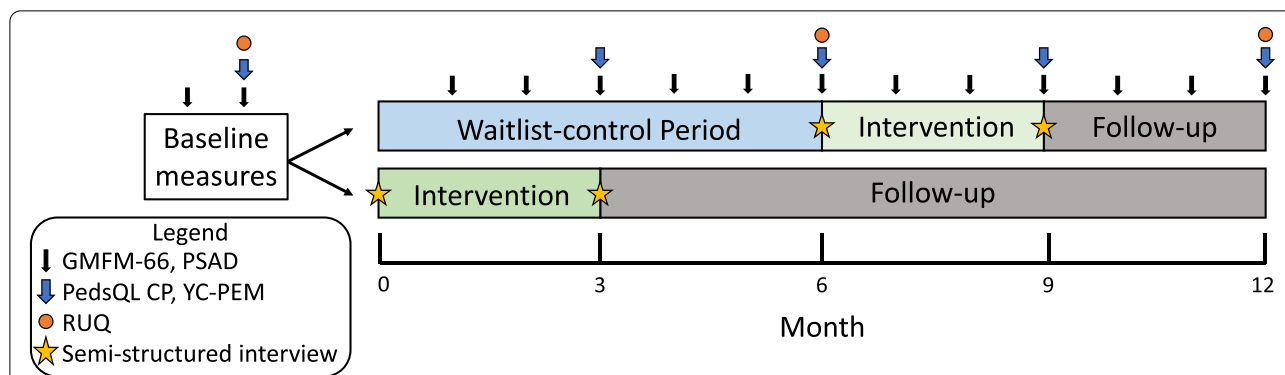 Baseline
measures
Waitlist-control Period
Intervention
Follow-up
Intervention
Follow-up
Legend
GMFM-66, PSAD
PedsQL CP, YC-PEM
RUQ
Semi-structured interview
0 3 6 9 12
Month